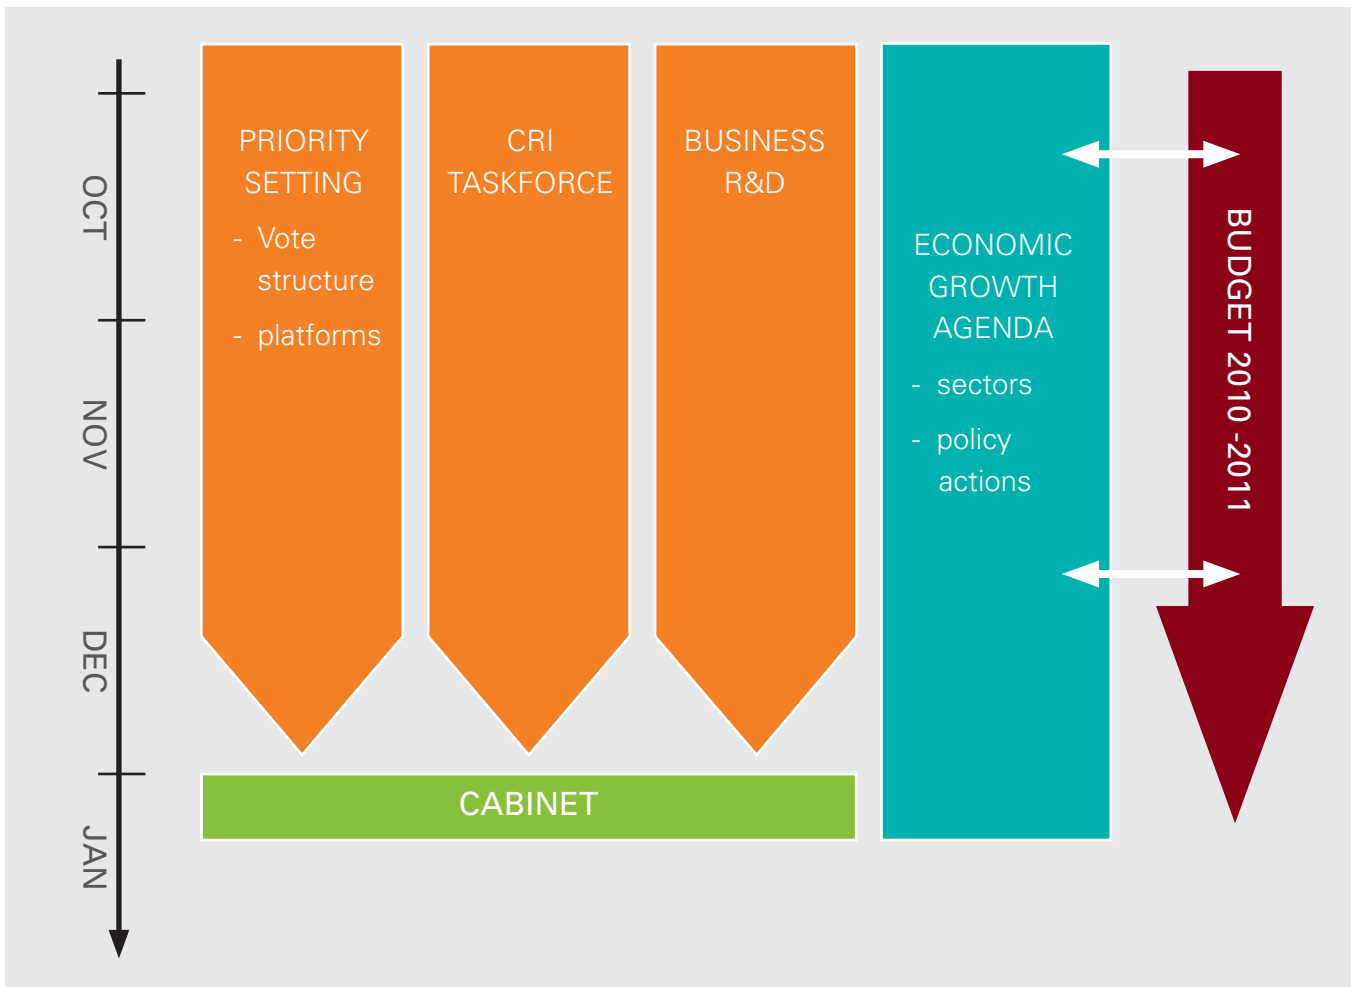 OCT
NOV
DEC
JAN
PRIORITY
SETTING
- Vote
structure
- platforms
CRI
TASKFORCE
BUSINESS
R&D
ECONOMIC
GROWTH
AGENDA
- sectors
- policy
actions
BUDGET 2010 -2011
CABINET